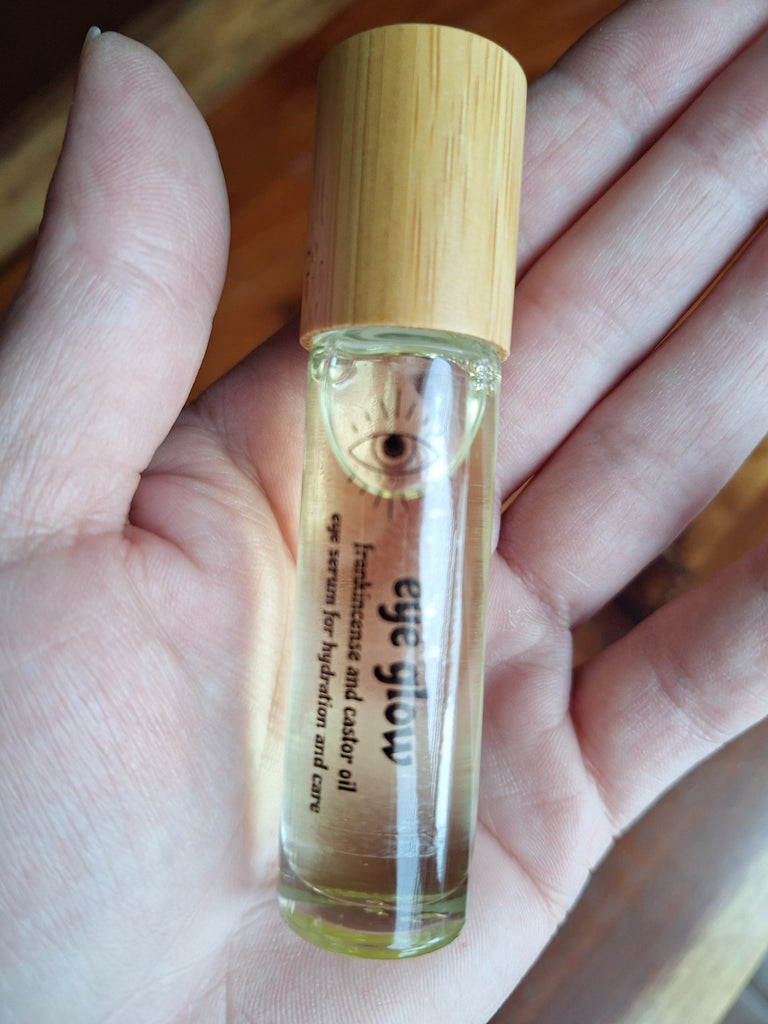 eye glow
frankincense and castor oil
eye serum for hydration and care